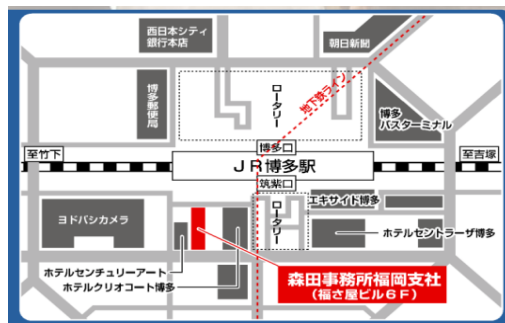 西日本シティ
銀行本店
朝日新聞
博多郵便局
ロータリー
地下鉄ライン
博多
バスターミナル
博多口
至竹下
JR博多駅
至吉塚
筑紫口
ロータリー
エキサイド博多
ヨドバシカメラ
ホテルセントラーザ博多
ホテルセンチュリーアート
ホテルクリオコート博多
森田事務所福岡支社
(福さ屋ビル6F)